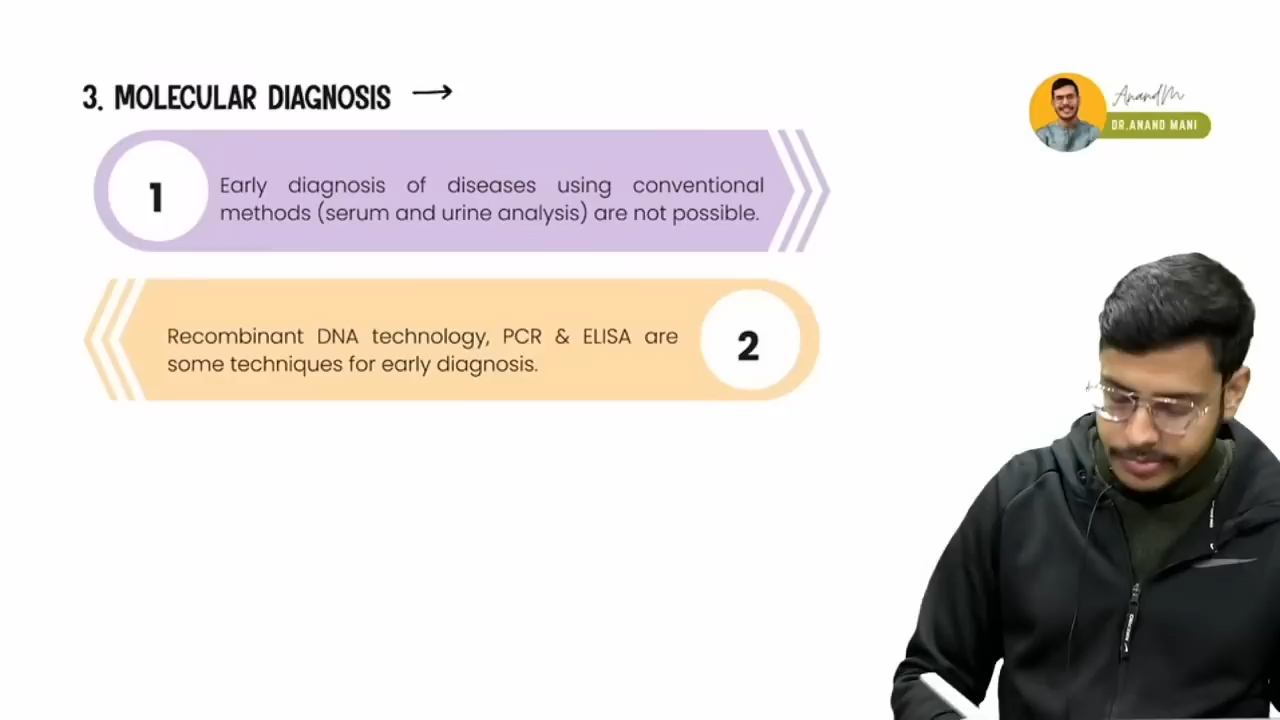 3. MOLECULAR DIAGNOSIS →
AnandM
DR.ANAND MANI
1
Early diagnosis of diseases using conventional
methods (serum and urine analysis) are not possible.
Recombinant DNA technology, PCR & ELISA are
some techniques for early diagnosis.
2